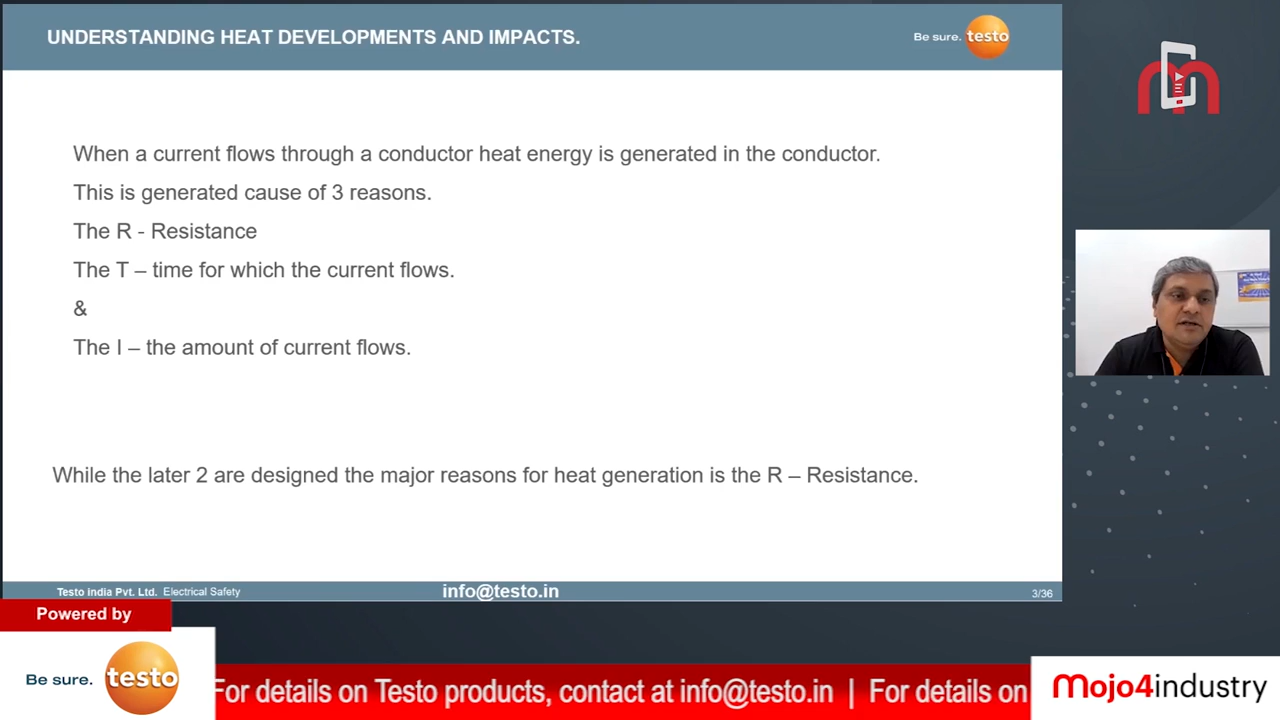 UNDERSTANDING HEAT DEVELOPMENTS AND IMPACTS.
Be sure. testo
When a current flows through a conductor heat energy is generated in the conductor.
This is generated cause of 3 reasons.
The R - Resistance
The T – time for which the current flows.
&
The I – the amount of current flows.
While the later 2 are designed the major reasons for heat generation is the R – Resistance.
Testo india Pvt. Ltd. Electrical Safety
info@testo.in
3/36
Powered by
Be sure. testo
For details on Testo products, contact at info@testo.in | For details on
Mojo4industry